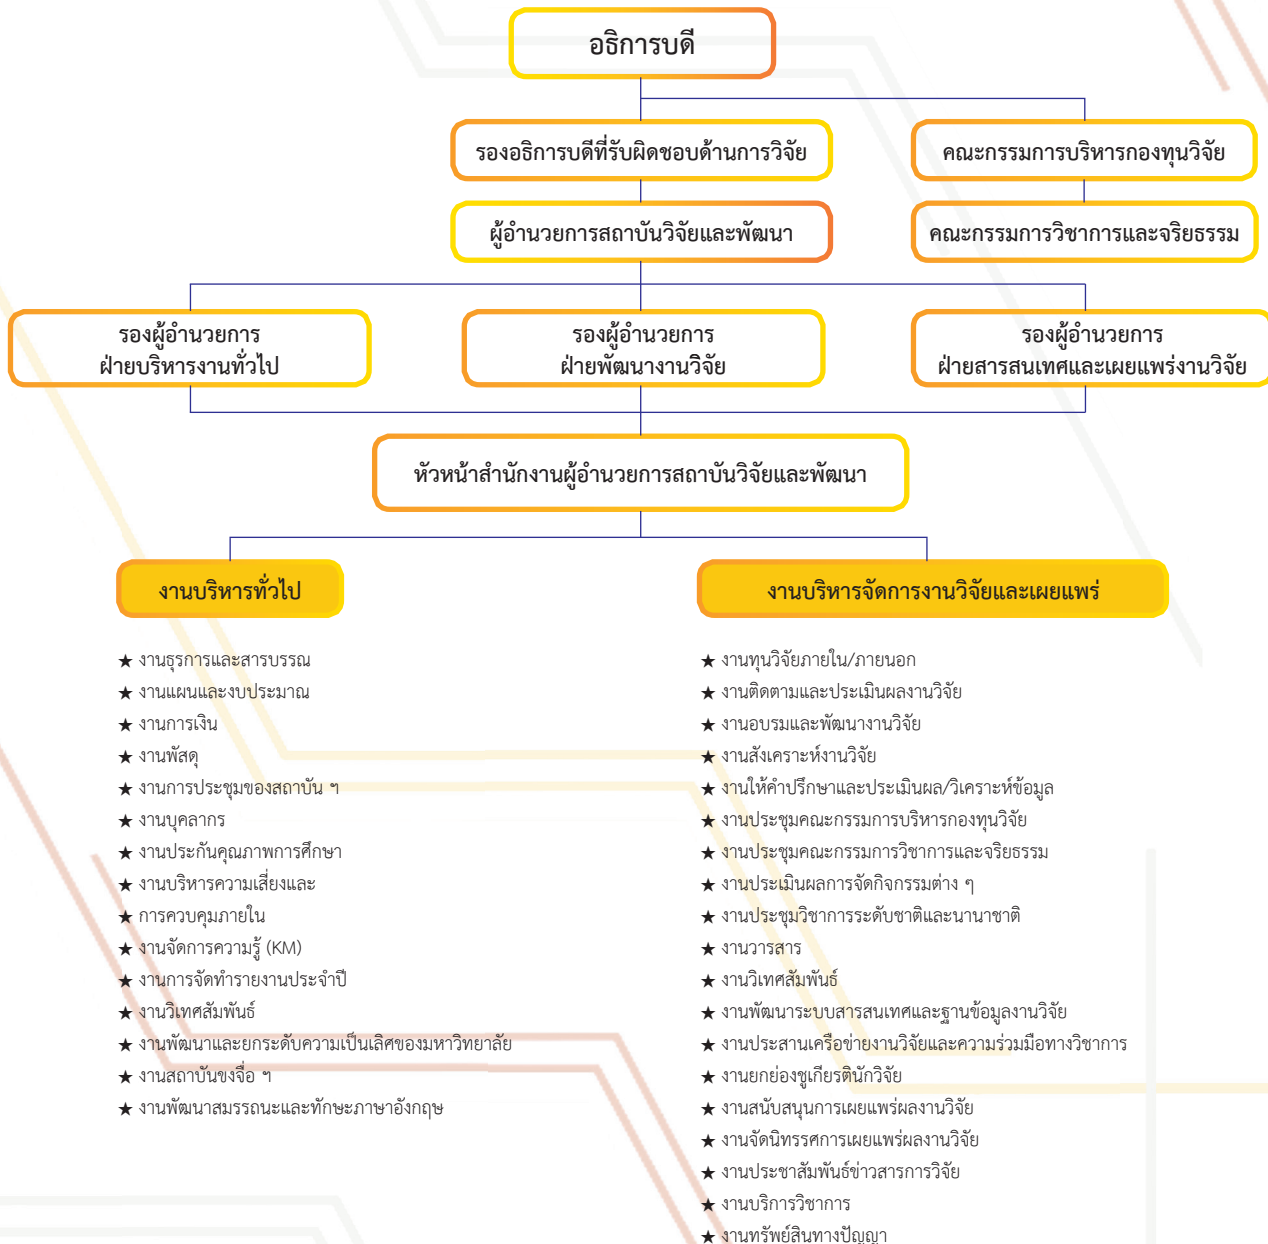 อธิการบดี
รองอธิการบดีที่รับผิดชอบด้านการวิจัย
คณะกรรมการบริหารกองทุนวิจัย
ผู้อำนวยการสถาบันวิจัยและพัฒนา
คณะกรรมการวิชาการและจริยธรรม
รองผู้อำนวยการ
ฝ่ายบริหารงานทั่วไป
รองผู้อำนวยการ
ฝ่ายพัฒนางานวิจัย
รองผู้อำนวยการ
ฝ่ายสารสนเทศและเผยแพร่งานวิจัย
หัวหน้าสำนักงานผู้อำนวยการสถาบันวิจัยและพัฒนา
งานบริหารทั่วไป
★ งานธุรการและสารบรรณ
★ งานแผนและงบประมาณ
★ งานการเงิน
★ งานพัสดุ
★ งานการประชุมของสถาบัน ฯ
★ งานบุคลากร
★ งานประกันคุณภาพการศึกษา
★ งานบริหารความเสี่ยงและ
★ การควบคุมภายใน
★ งานจัดการความรู้ (KM)
★ งานการจัดทำรายงานประจำปี
★ งานวิเทศสัมพันธ์
★ งานพัฒนาและยกระดับความเป็นเลิศของมหาวิทยาลัย
★ งานสถาบันขงจื่อ ฯ
★ งานพัฒนาสมรรถนะและทักษะภาษาอังกฤษ
งานบริหารจัดการงานวิจัยและเผยแพร่
★ งานทุนวิจัยภายใน/ภายนอก
★ งานติดตามและประเมินผลงานวิจัย
★ งานอบรมและพัฒนางานวิจัย
★ งานสังเคราะห์งานวิจัย
★ งานให้คำปรึกษาและประเมินผล/วิเคราะห์ข้อมูล
★ งานประชุมคณะกรรมการบริหารกองทุนวิจัย
★ งานประชุมคณะกรรมการวิชาการและจริยธรรม
★ งานประเมินผลการจัดกิจกรรมต่าง ๆ
★ งานประชุมวิชาการระดับชาติและนานาชาติ
★ งานวารสาร
★ งานวิเทศสัมพันธ์
★ งานพัฒนาระบบสารสนเทศและฐานข้อมูลงานวิจัย
★ งานประสานเครือข่ายงานวิจัยและความร่วมมือทางวิชาการ
★ งานยกย่องชูเกียรตินักวิจัย
★ งานสนับสนุนการเผยแพร่ผลงานวิจัย
★ งานจัดนิทรรศการเผยแพร่ผลงานวิจัย
★ งานประชาสัมพันธ์ข่าวสารการวิจัย
★ งานบริการวิชาการ
★ งานทรัพย์สินทางปัญญา